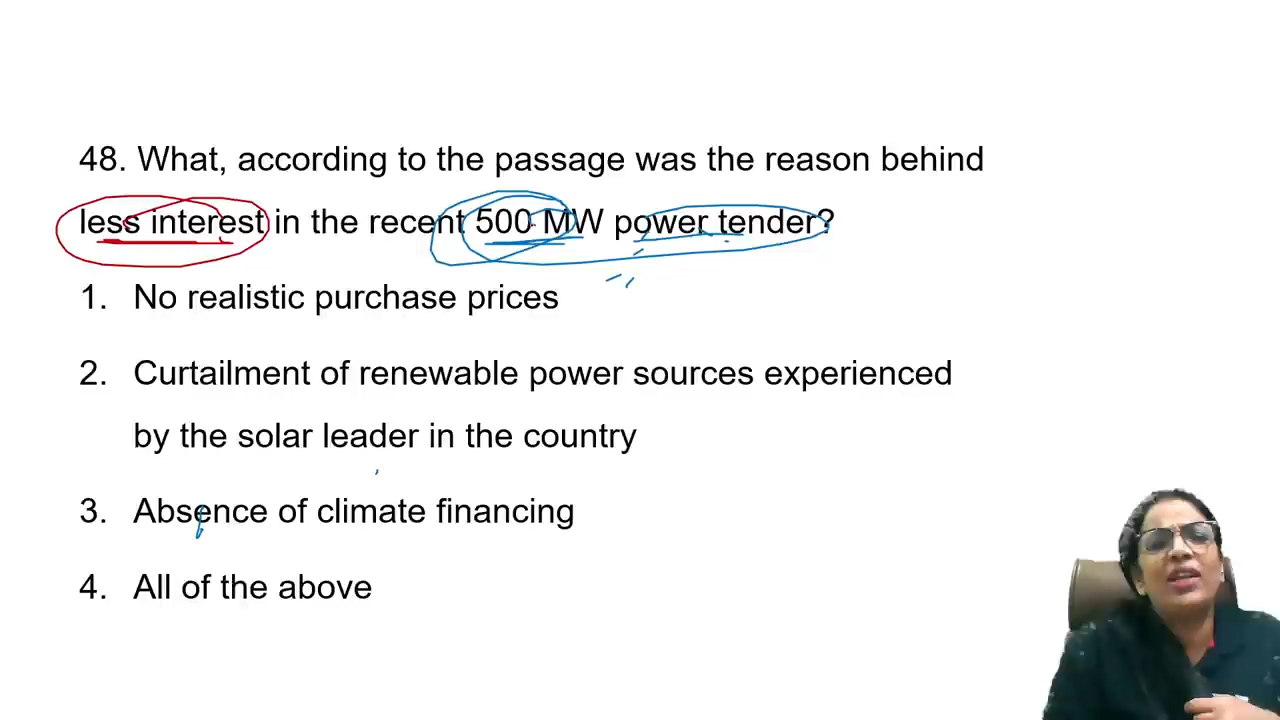 48. What, according to the passage was the reason behind
less interest in the recent 500 MW power tender?
1. No realistic purchase prices
2. Curtailment of renewable power sources experienced
by the solar leader in the country
3. Absence of climate financing
4. All of the above